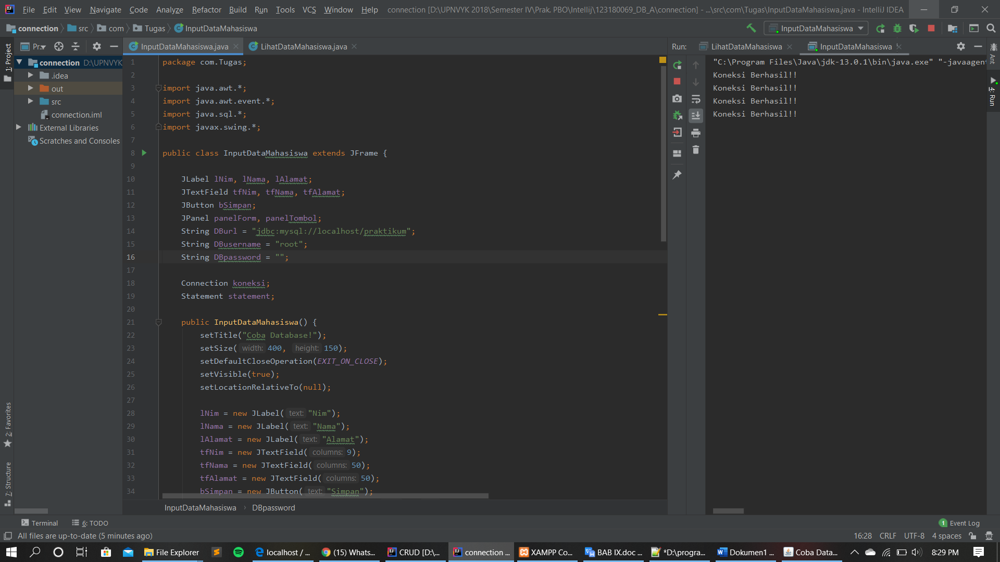 File Edit View Navigate Code Analyze Refactor Build Run Tools VCS Window Help connection [D:\UPNVYK 2018\Semester IV\Prak. PBO\Intellij\123180069_DB_A\connection] - ...\src\com\Tugas\InputDataMahasiswa.java - IntelliJ IDEA
connection src com Tugas InputDataMahasiswa InputDataMahasiswa
1: Project
Pr... InputDataMahasiswa.java LihatDataMahasiswa.java Run: LihatDataMahasiswa InputDataMahasiswa
connection D:\UPNVYK
.idea
out
src
connection.iml
External Libraries
Scratches and Consoles
1 package com.Tugas;
2
3 import java.awt.*;
4 import java.awt.event.*;
5 import java.sql.*;
6 import javax.swing.*;
7
8 public class InputDataMahasiswa extends JFrame {
9
10 JLabel lNim, lNama, lAlamat;
11 JTextField tfNim, tfNama, tfAlamat;
12 JButton bSimpan;
13 JPanel panelForm, panelTombol;
14 String DBurl = "jdbc:mysql://localhost/praktikum";
15 String DBusername = "root";
16 String DBpassword = "";
17
18 Connection koneksi;
19 Statement statement;
20
21 public InputDataMahasiswa() {
22 setTitle("Coba Database!");
23 setSize( width: 400, height: 150);
24 setDefaultCloseOperation(EXIT_ON_CLOSE);
25 setVisible(true);
26 setLocationRelativeTo(null);
27
28 lNim = new JLabel( text: "Nim");
29 lNama = new JLabel( text: "Nama");
30 lAlamat = new JLabel( text: "Alamat");
31 tfNim = new JTextField( columns: 9);
32 tfNama = new JTextField( columns: 50);
33 tfAlamat = new JTextField( columns: 50);
34 bSimpan = new JButton( text: "Simpan");
InputDataMahasiswa DBpassword
"C:\Program Files\Java\jdk-13.0.1\bin\java.exe" "-javaagent
Koneksi Berhasil!!
Koneksi Berhasil!!
Koneksi Berhasil!!
Koneksi Berhasil!!
Ant
4: Run
2: Favorites
7: Structure
Terminal 6: TODO 1 Event Log
All files are up-to-date (5 minutes ago) 16:28 CRLF UTF-8 4 spaces
File Explorer localhost / ... (15) Whats... CRUD [D:\... connection ... XAMPP Co... BAB IX.doc ... *D:\progra... Dokumen1 ... Coba Data... 8:29 PM